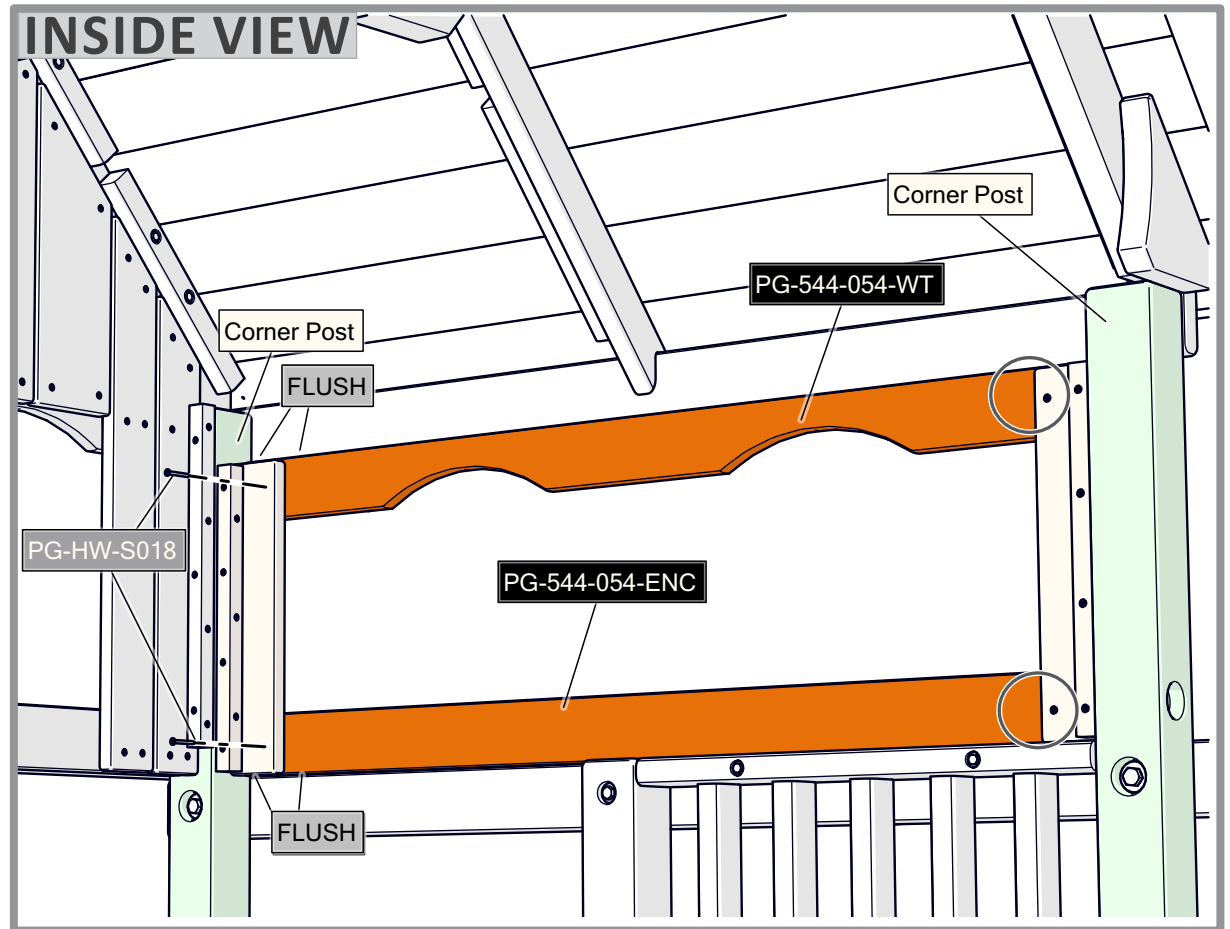 INSIDE VIEW
Corner Post
PG-544-054-WT
Corner Post
FLUSH
PG-HW-S018
PG-544-054-ENC
FLUSH